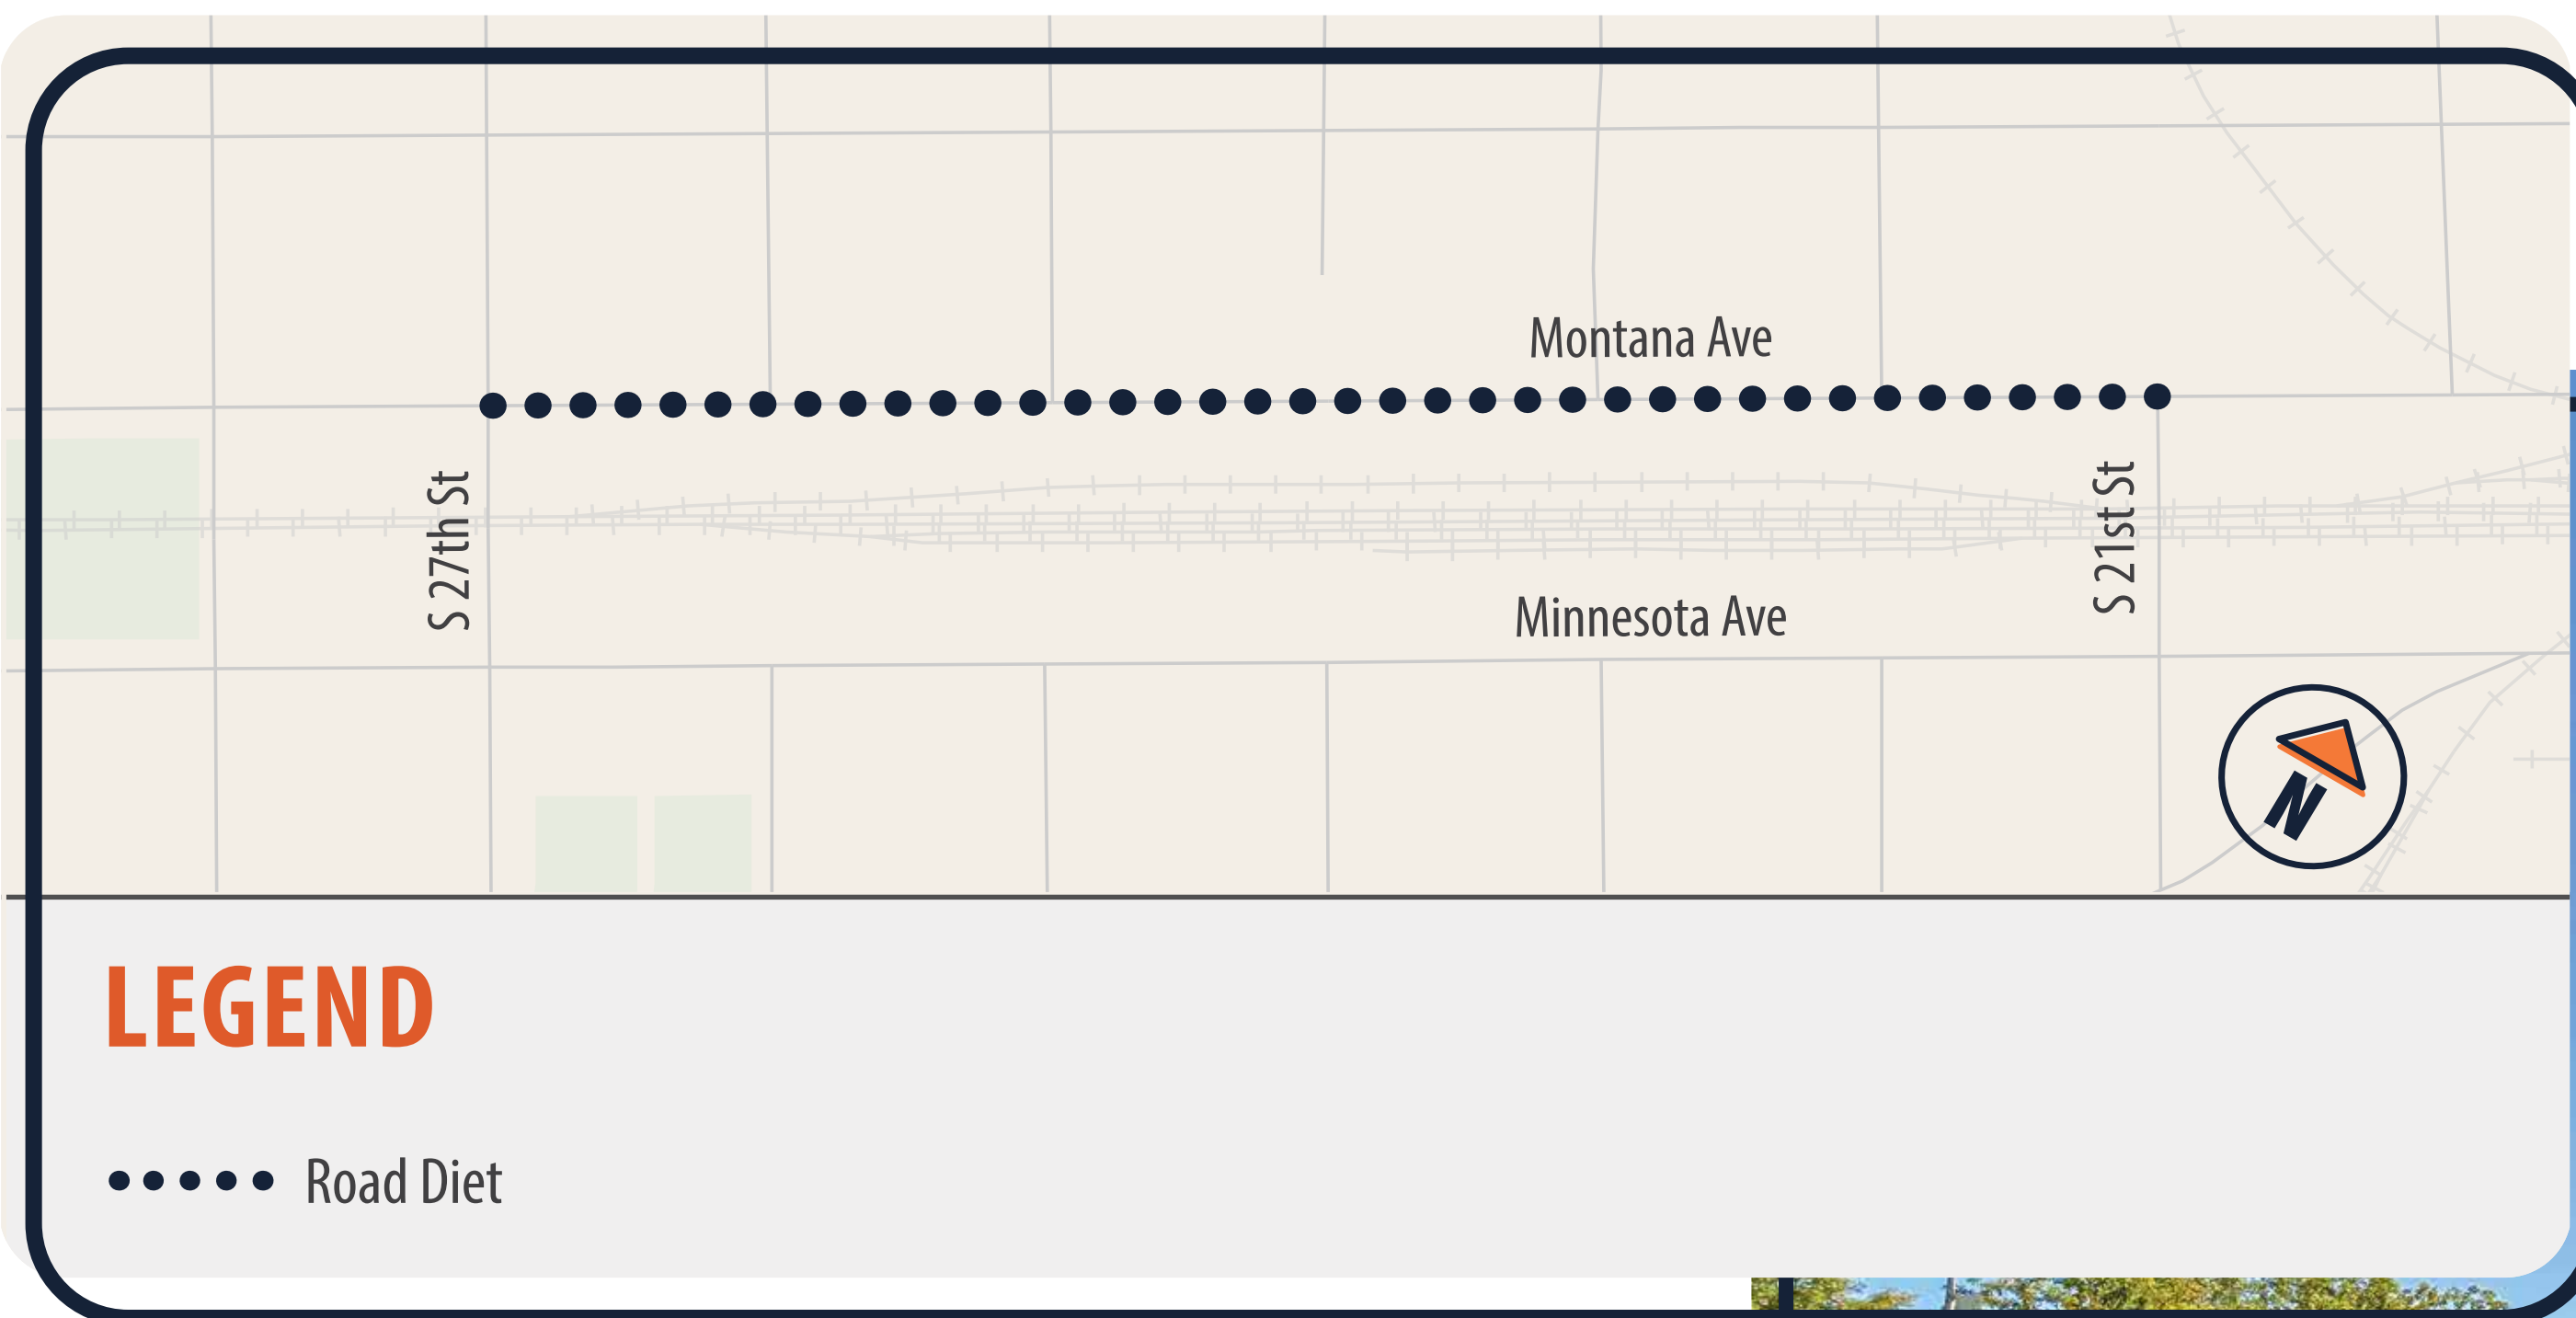 Montana Ave
S 27th St
S 21st St
Minnesota Ave
N
LEGEND
Road Diet